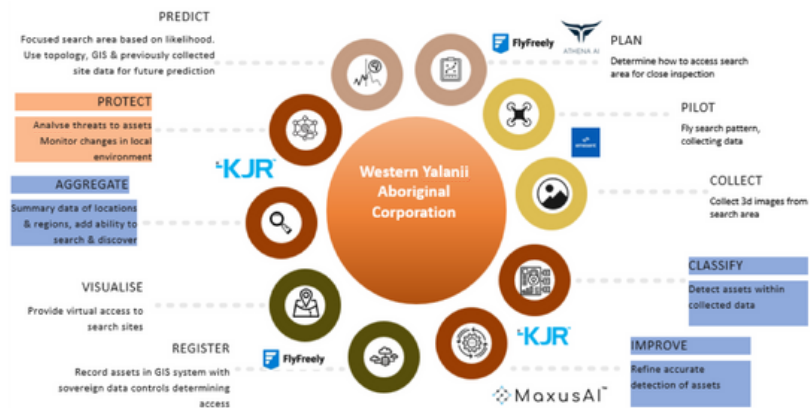 PREDICT
Focused search area based on likelihood.
Use topology, GIS & previously collected
site data for future prediction
PROTECT
Analyse threats to assets
Monitor changes in local
environment
KJR
AGGREGATE
Summary data of locations
& regions, add ability to
search & discover
VISUALISE
Provide virtual access to
search sites
REGISTER
FlyFreely
Record assets in GIS system with
sovereign data controls determining
access
Western Yalanii
Aboriginal
Corporation
FlyFreely
ATHENA AI
PLAN
Determine how to access search
area for close inspection
PILOT
Fly search pattern,
collecting data
emesent
COLLECT
Collect 3d images from
search area
CLASSIFY
Detect assets within
collected data
KJR
IMPROVE
Refine accurate
detection of assets
MaxusAI™